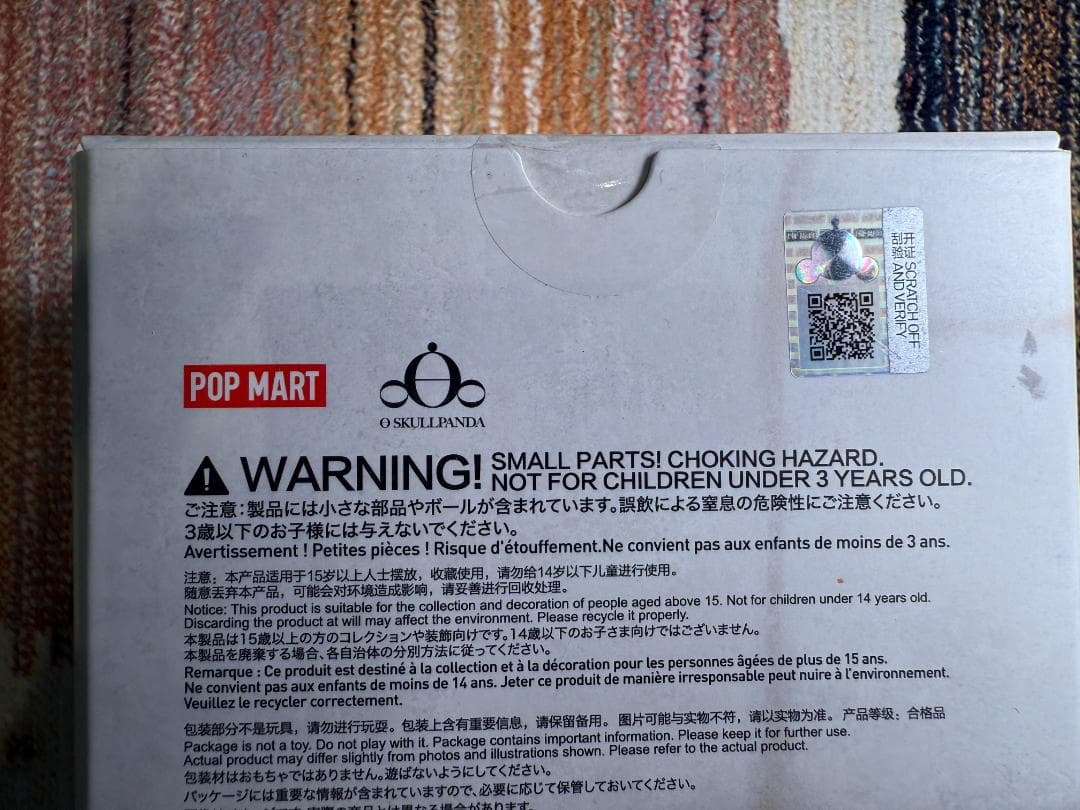 开证 SCRATCH OFF
刮验 AND VERIFY
POP MART
SKULLPANDA
WARNING! SMALL PARTS! CHOKING HAZARD.
NOT FOR CHILDREN UNDER 3 YEARS OLD.
ご注意：製品には小さな部品やボールが含まれています。誤飲による窒息の危険性にご注意ください。
3歳以下のお子様には与えないでください。
Avertissement ! Petites pièces ! Risque d'étouffement.Ne convient pas aux enfants de moins de 3 ans.
注意：本产品适用于15岁以上人士摆放，收藏使用，请勿给14岁以下儿童进行使用。
随意丢弃本产品，可能会对环境造成影响，请妥善进行回收处理。
Notice: This product is suitable for the collection and decoration of people aged above 15. Not for children under 14 years old.
Discarding the product at will may affect the environment. Please recycle it properly.
本製品は15歳以上の方のコレクションや装飾向けです。14歳以下のお子さま向けではございません。
本製品を廃棄する場合、各自治体の分別方法に従ってください。
Remarque : Ce produit est destiné à la collection et à la décoration pour les personnes âgées de plus de 15 ans.
Ne convient pas aux enfants de moins de 14 ans. Jeter ce produit de manière irresponsable peut nuire à l'environnement.
Veuillez le recycler correctement.
包装部分不是玩具，请勿进行玩耍。包装上含有重要信息，请保留备用。 图片可能与实物不符，请以实物为准。 产品等级：合格品
Package is not a toy. Do not play with it. Package contains important information. Please keep it for further use.
Actual product may differ slightly from photos and illustrations shown. Please refer to the actual product.
包装材はおもちゃではありません。遊ばないようにしてください。
パッケージには重要な情報が含まれていますので、必要に応じて保管しておいてください。